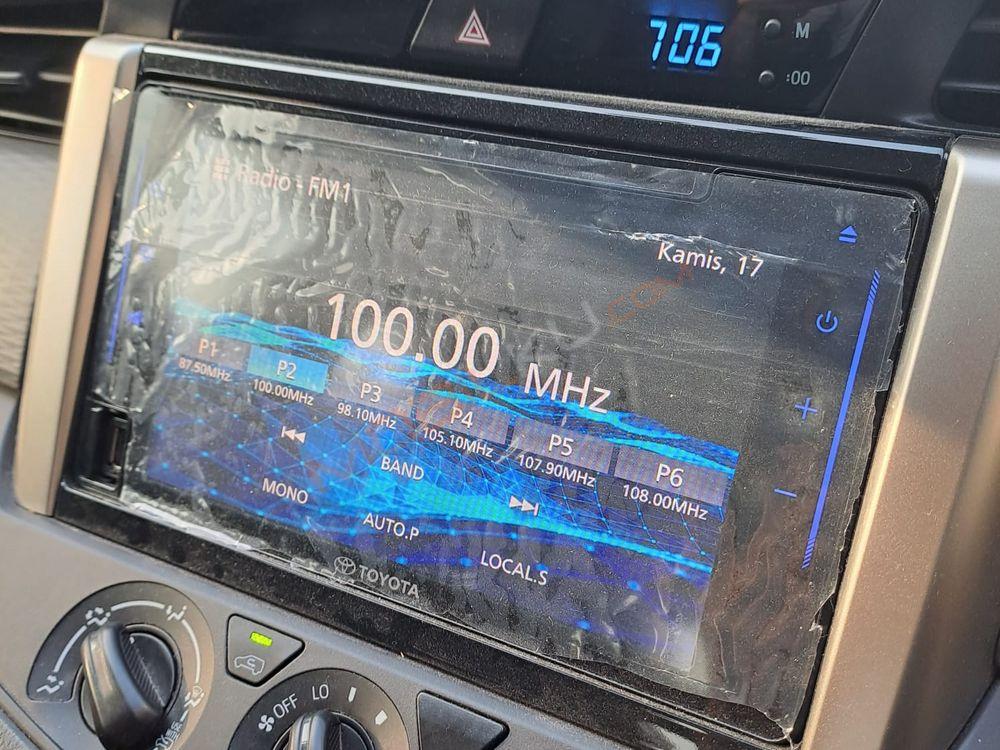 706
M
:00
Radio - FM1
Kamis, 17
100.00 MHz
P1
87.50MHz
P2
100.00MHz
P3
98.10MHz
P4
105.10MHz
P5
107.90MHz
P6
108.00MHz
BAND
MONO
AUTO.P
LOCAL.S
TOYOTA
OFF
LO